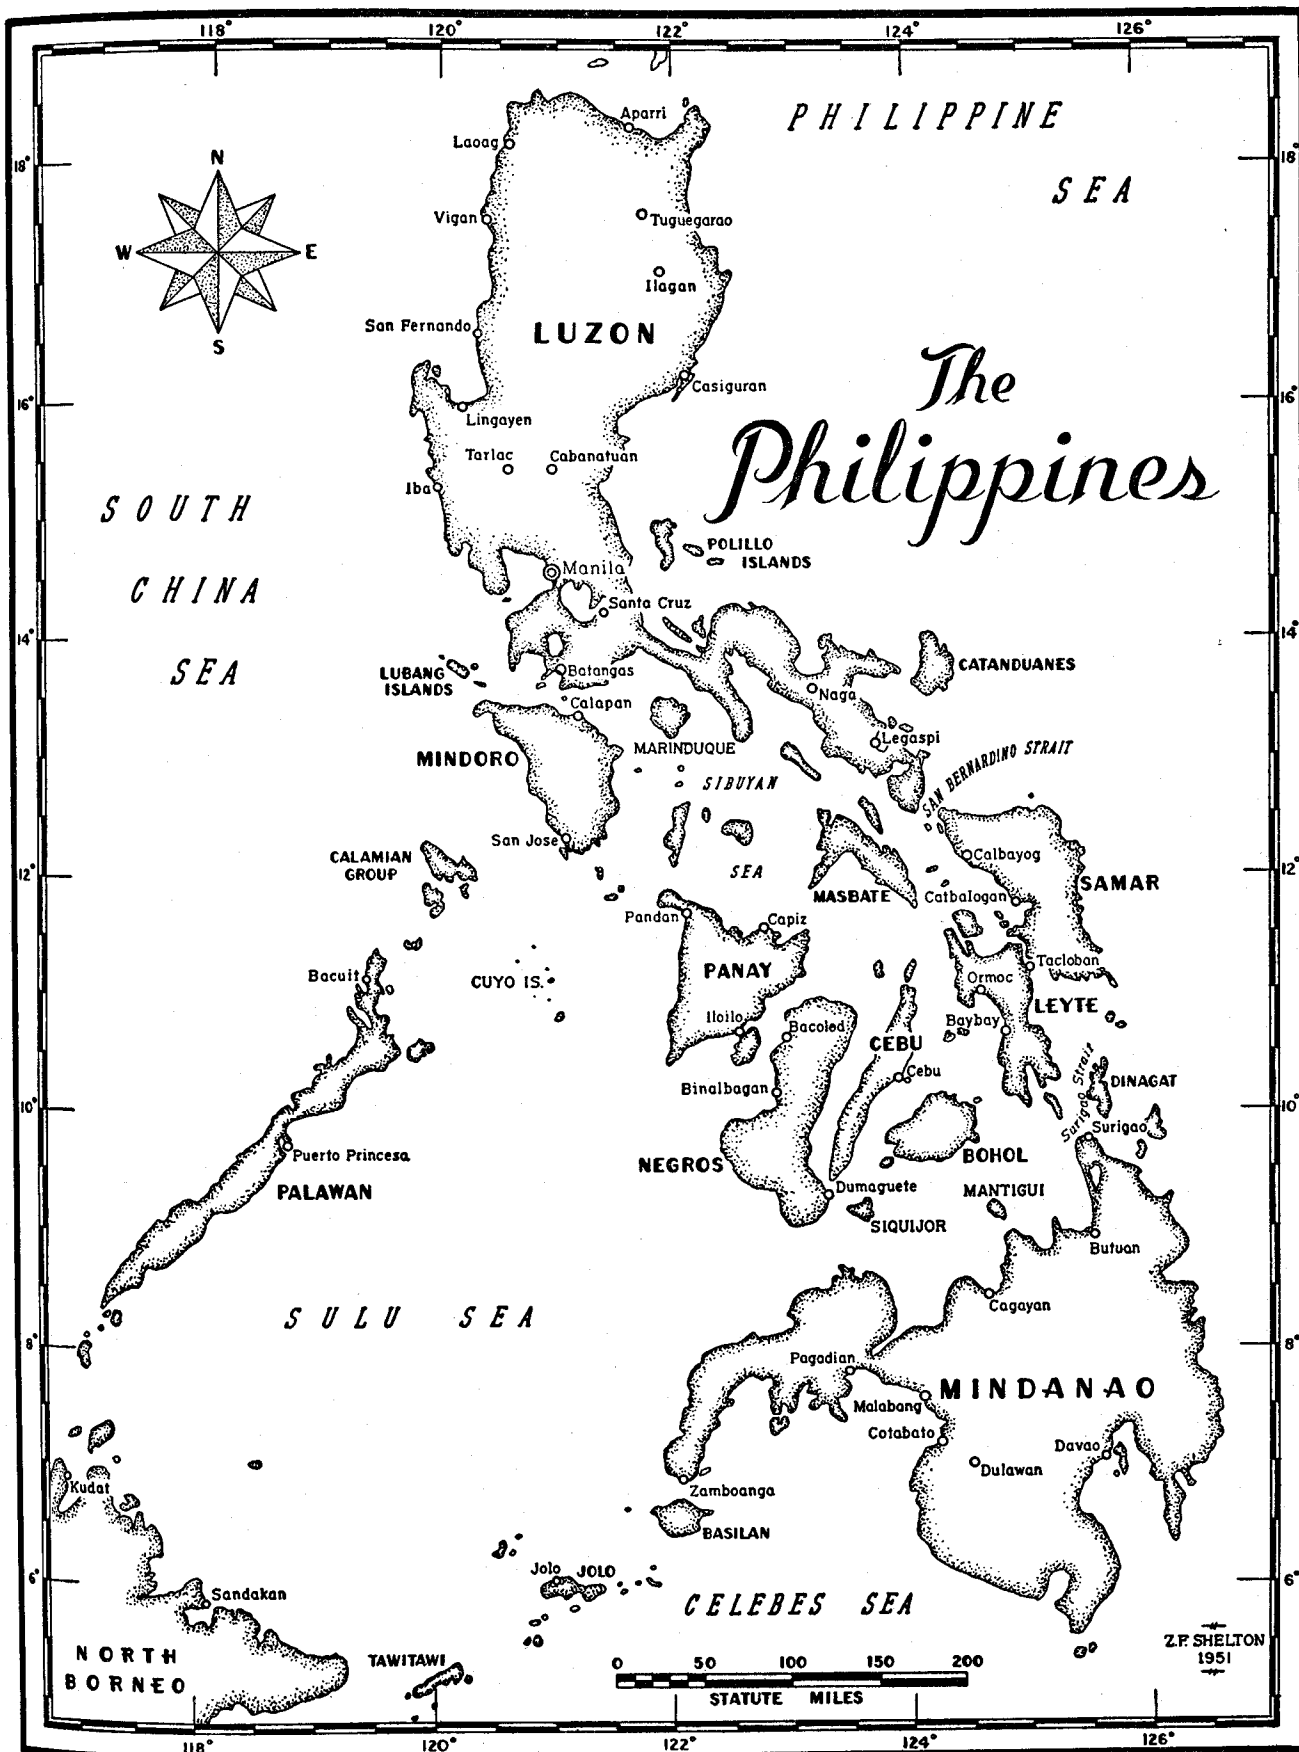 118°
120°
122°
124°
126°
PHILIPPINE
SEA
Aparri
Laoag
18°
18°
N
W
E
S
Vigan
Tuguegarao
Ilagan
San Fernando
LUZON
The
Philippines
Casiguran
16°
16°
Lingayen
Tarlac
Cabanatuan
Iba
SOUTH
CHINA
SEA
POLILLO
ISLANDS
Manila
Santa Cruz
14°
14°
LUBANG
ISLANDS
Batangas
Calapan
CATANDUANES
Naga
Legaspi
MINDORO
MARINDUQUE
SIBUYAN
SEA
SAN BERNARDINO STRAIT
San Jose
CALAMIAN
GROUP
12°
12°
Calbayog
SAMAR
MASBATE
Catbalogan
Pandan
Capiz
PANAY
Tacloban
Ormoc
LEYTE
Bacuit
CUYO IS.
Iloilo
Bacolod
CEBU
Baybay
Cebu
Binalbagan
Surigao Strait
DINAGAT
10°
10°
Surigao
Puerto Princesa
PALAWAN
NEGROS
BOHOL
Dumaguete
MANTIGUI
SIQUIJOR
Butuan
SULU SEA
Cagayan
8°
8°
Pagadian
MINDANAO
Malabang
Cotabato
Davao
Dulawan
Kudat
Zamboanga
BASILAN
Jolo
JOLO
6°
6°
Sandakan
CELEBES SEA
NORTH
BORNEO
TAWITAWI
0 50 100 150 200
STATUTE MILES
Z.F. SHELTON
1951
118°
120°
122°
124°
126°